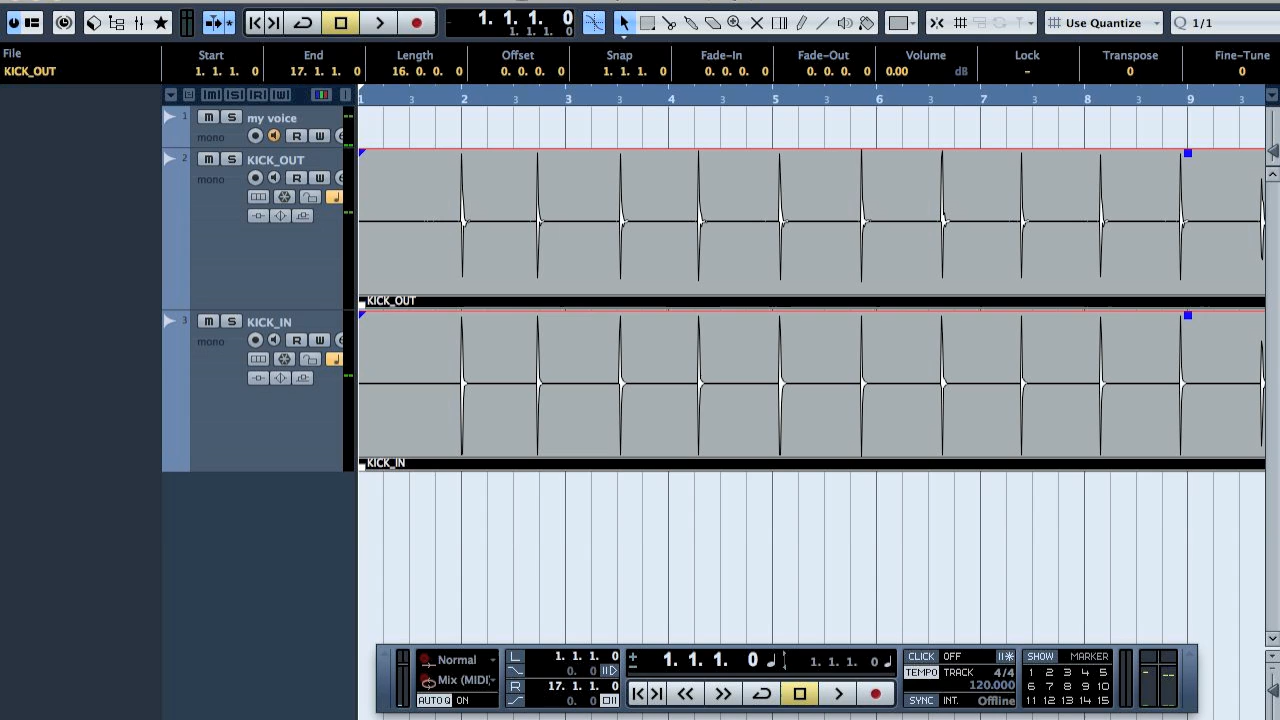 1. 1. 1. 0
1. 1. 1. 0
Use Quantize
1/1
File
KICK_OUT
Start
1. 1. 1. 0
End
17. 1. 1. 0
Length
16. 0. 0. 0
Offset
0. 0. 0. 0
Snap
1. 1. 1. 0
Fade-In
0. 0. 0. 0
Fade-Out
0. 0. 0. 0
Volume
0.00 dB
Lock
-
Transpose
0
Fine-Tune
0
[M] [S] [R] [W]
1 3 2 3 3 3 4 3 5 3 6 3 7 3 8 3 9 3
1 M S my voice
mono R W
2 M S KICK_OUT
mono R W
KICK_OUT
3 M S KICK_IN
mono R W
KICK_IN
Normal
Mix (MIDI)
AUTO Q ON
L 1. 1. 1. 0
0. 0
R 17. 1. 1. 0
0. 0
1. 1. 1. 0
1. 1. 1. 0
CLICK OFF
TEMPO TRACK 4/4
120.000
SYNC INT. Offline
SHOW MARKER
1 2 3 4 5
6 7 8 9 10
11 12 13 14 15